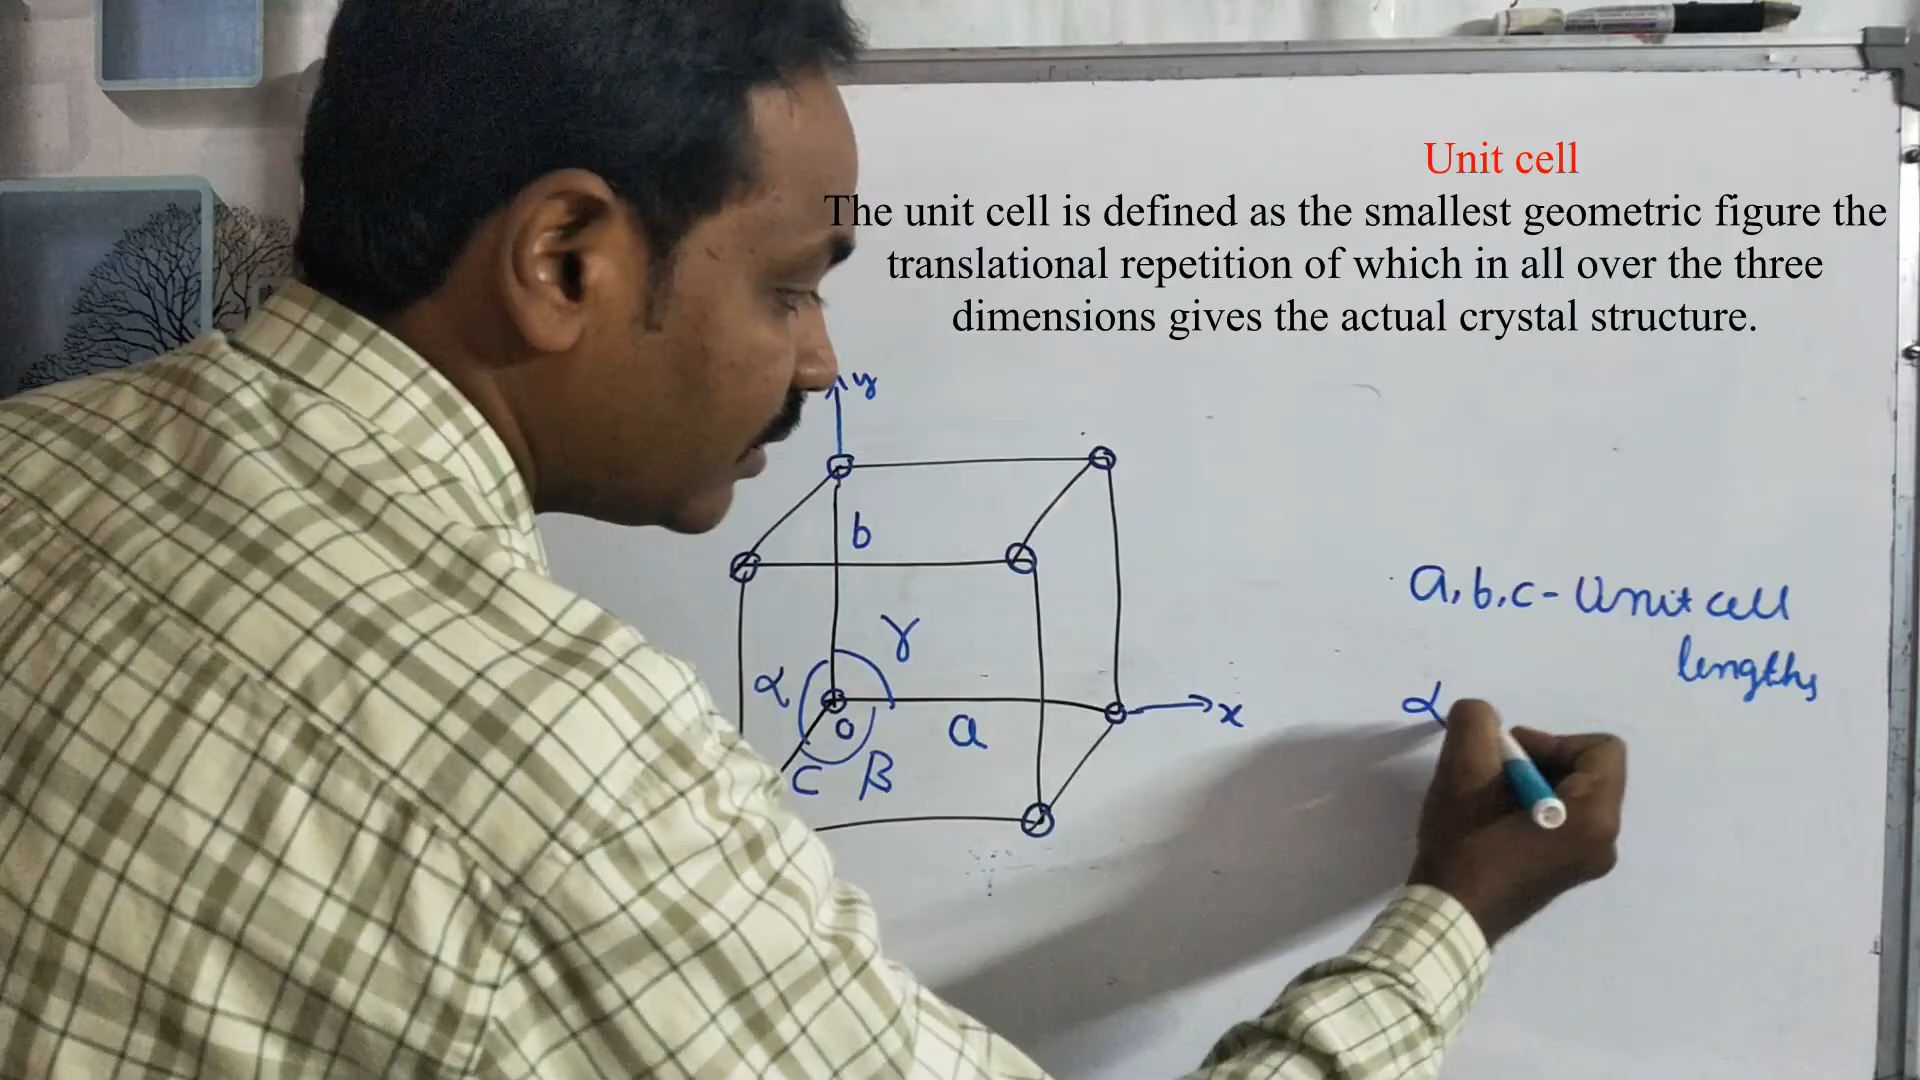 Unit cell
The unit cell is defined as the smallest geometric figure the
translational repetition of which in all over the three
dimensions gives the actual crystal structure.
y
b
γ
α
O
a
x
C
β
a, b, c - Unit cell
lengths
α